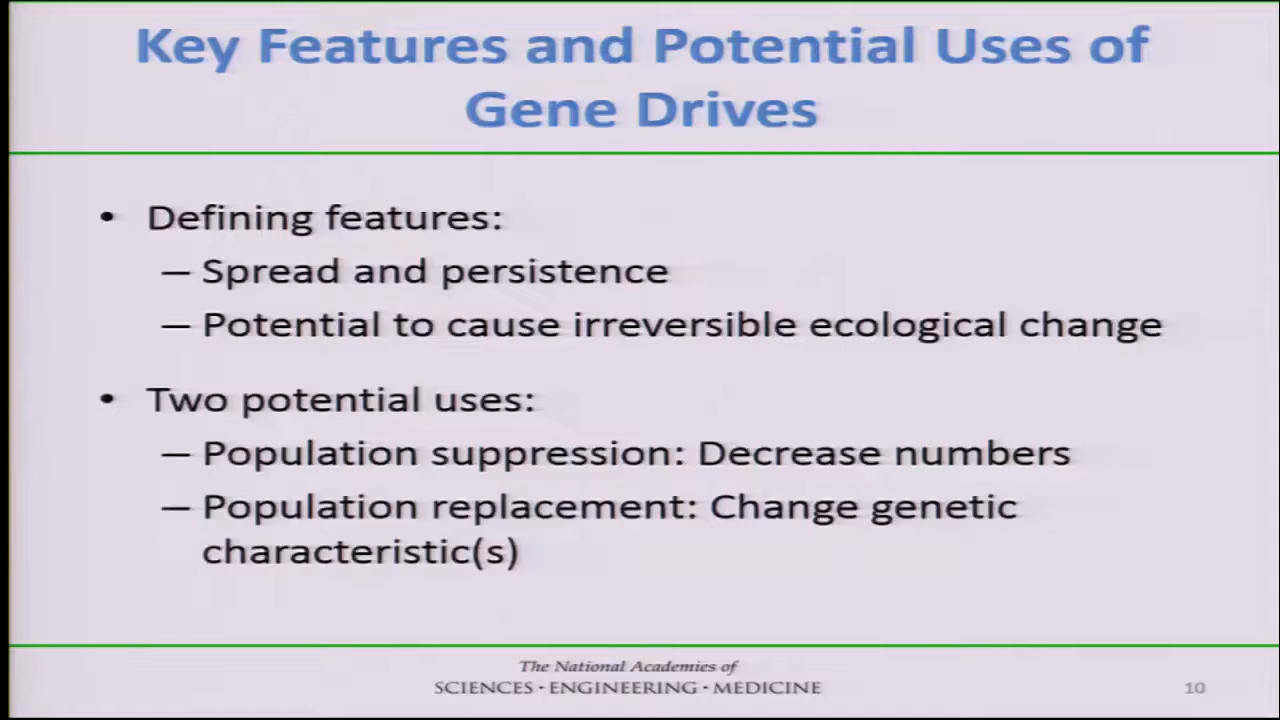 Key Features and Potential Uses of
Gene Drives
• Defining features:
– Spread and persistence
– Potential to cause irreversible ecological change
• Two potential uses:
– Population suppression: Decrease numbers
– Population replacement: Change genetic
characteristic(s)
The National Academies of
SCIENCES · ENGINEERING · MEDICINE
10